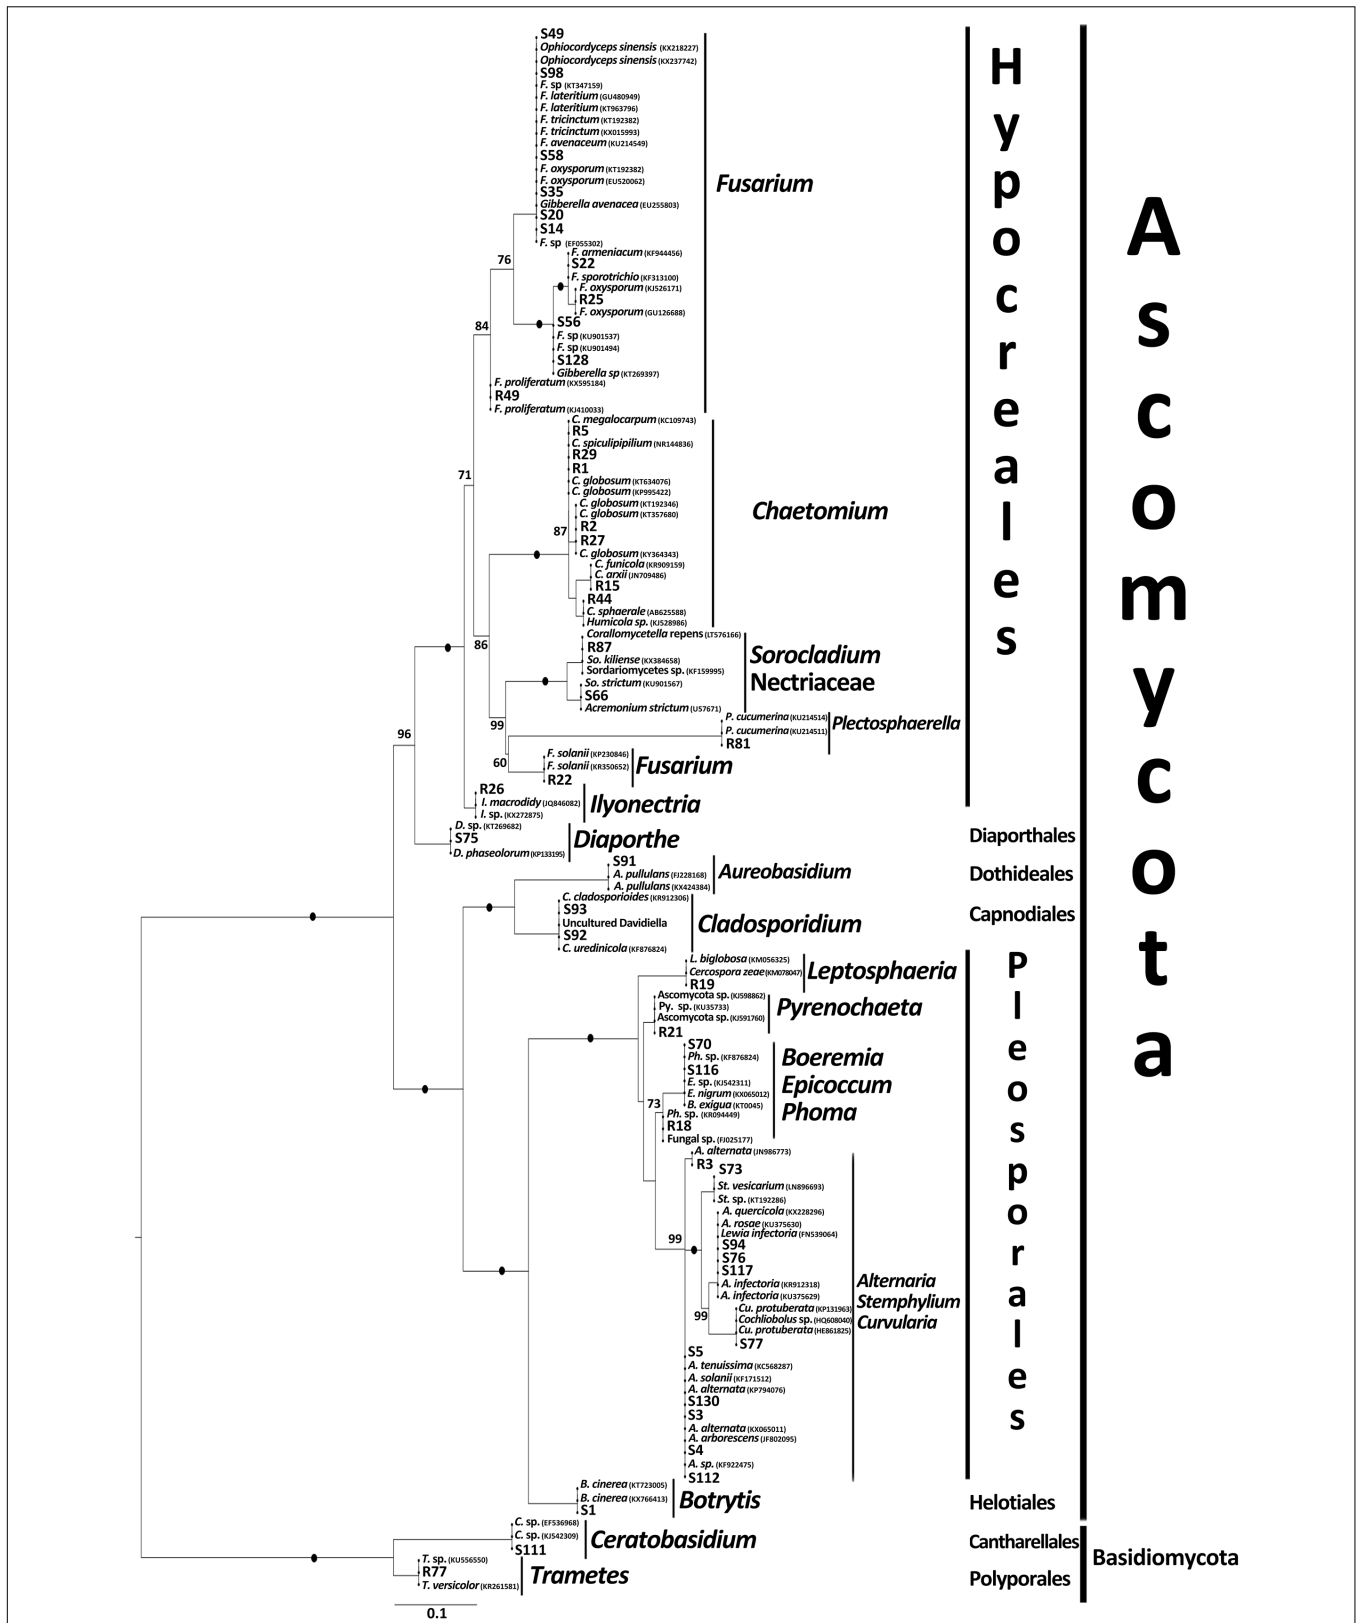 S49
Ophiocordyceps sinensis (KX218227)
Ophiocordyceps sinensis (KX237742)
S98
F. sp (KT347159)
F. lateritium (GU480949)
F. lateritium (KT963796)
F. tricinctum (KT192382)
F. tricinctum (KX015993)
F. avenaceum (KU214549)
S58
F. oxysporum (KT192382)
F. oxysporum (EU520062)
S35
Gibberella avenacea (EU255803)
S20
S14
F. sp (EF055302)
F. armeniacum (KF944456)
S22
F. sporotrichio (KF313100)
F. oxysporum (KJ526171)
R25
F. oxysporum (GU126688)
S56
F. sp (KU901537)
F. sp (KU901494)
S128
Gibberella sp (KT269397)
F. proliferatum (KX595184)
R49
F. proliferatum (KJ410033)
Fusarium
76
84
C. megalocarpum (KC109743)
R5
C. spiculipipilium (NR144836)
R29
R1
C. globosum (KT634076)
C. globosum (KP995422)
C. globosum (KT192346)
C. globosum (KT357680)
R2
R27
C. globosum (KY364343)
C. funicola (KR909159)
C. arxii (JN709486)
R15
R44
C. sphaerale (AB625588)
Humicola sp. (KJ528986)
Chaetomium
71
87
86
Corallomycetella repens (LT576166)
R87
So. kiliense (KX384658)
Sordariomycetes sp. (KF159995)
So. strictum (KU901567)
S66
Acremonium strictum (U57671)
Sorocladium
Nectriaceae
P. cucumerina (KU214514)
P. cucumerina (KU214511)
R81
Plectosphaerella
99
60
F. solanii (KP230846)
F. solanii (KR350652)
R22
Fusarium
R26
I. macrodidy (JQ846082)
I. sp. (KX272875)
Ilyonectria
Hypocreales
96
D. sp. (KT269682)
S75
D. phaseolorum (KP133195)
Diaporthe
Diaporthales
S91
A. pullulans (FJ228168)
A. pullulans (KX424384)
Aureobasidium
Dothideales
C. cladosporioides (KR912306)
S93
Uncultured Davidiella
S92
C. uredinicola (KF876824)
Cladosporidium
Capnodiales
L. biglobosa (KM056325)
Cercospora zeae (KM078047)
R19
Leptosphaeria
Ascomycota sp. (KJ598862)
Py. sp. (KU35733)
Ascomycota sp. (KJ591760)
R21
Pyrenochaeta
S70
Ph. sp. (KF876824)
S116
E. sp. (KJ542311)
E. nigrum (KX065012)
B. exigua (KT0045)
Ph. sp. (KR094449)
R18
Fungal sp. (FJ025177)
Boeremia
Epicoccum
Phoma
73
A. alternata (JN986773)
R3
S73
St. vesicarium (LN896693)
St. sp. (KT192286)
A. quercicola (KX228296)
A. rosae (KU375630)
Lewia infectoria (FN539064)
S94
S76
S117
A. infectoria (KR912318)
A. infectoria (KU375629)
Cu. protuberata (KP131963)
Cochliobolus sp. (HQ608040)
Cu. protuberata (HE861825)
S77
99
99
S5
A. tenuissima (KC568287)
A. solanii (KF171512)
A. alternata (KP794076)
S130
S3
A. alternata (KX065011)
A. arborescens (JF802095)
S4
A. sp. (KF922475)
S112
Alternaria
Stemphylium
Curvularia
Pleosporales
B. cinerea (KT723005)
B. cinerea (KX766413)
S1
Botrytis
Helotiales
Ascomycota
C. sp. (EF536968)
C. sp. (KJ542309)
S111
Ceratobasidium
Cantharellales
T. sp. (KU556550)
R77
T. versicolor (KR261581)
Trametes
Polyporales
Basidiomycota
0.1